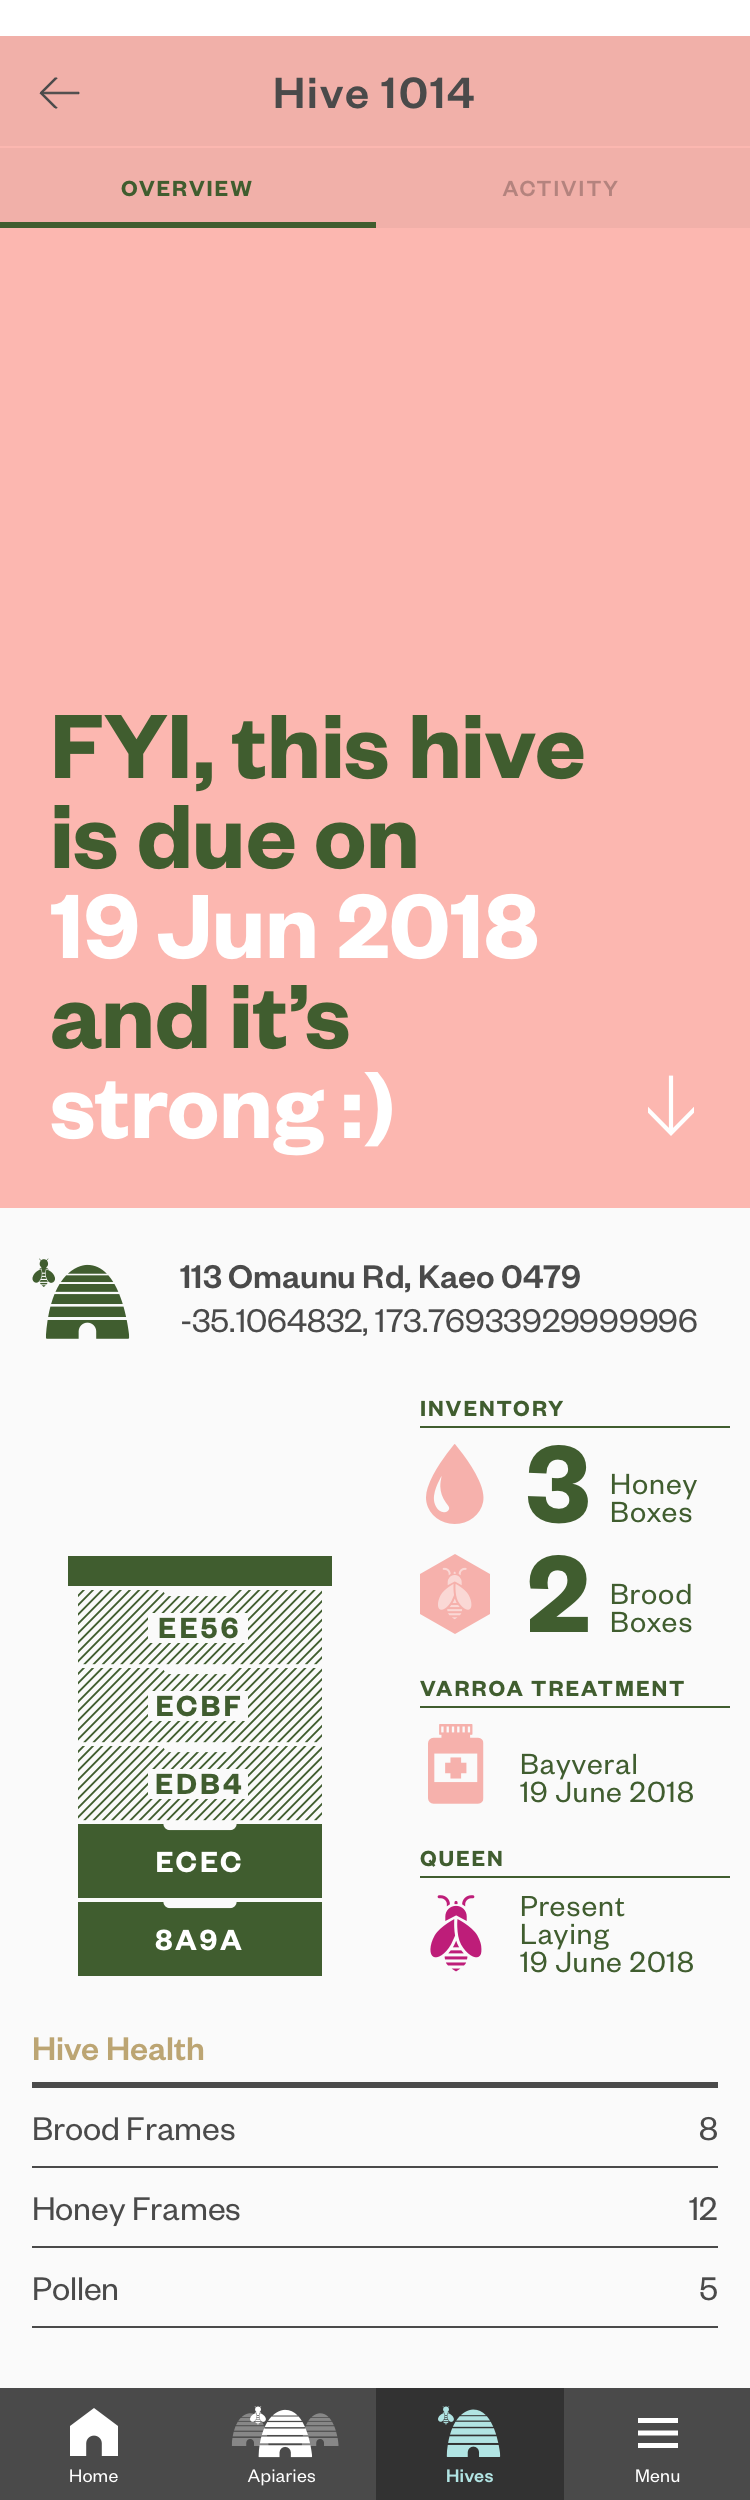 Hive 1014
OVERVIEW
ACTIVITY
FYI, this hive
is due on
19 Jun 2018
and it’s
strong :)
113 Omaunu Rd, Kaeo 0479
-35.1064832, 173.76933929999996
INVENTORY
3 Honey
Boxes
2 Brood
Boxes
EE56
ECBF
EDB4
ECEC
8A9A
VARROA TREATMENT
Bayveral
19 June 2018
QUEEN
Present
Laying
19 June 2018
Hive Health
Brood Frames 8
Honey Frames 12
Pollen 5
Home
Apiaries
Hives
Menu